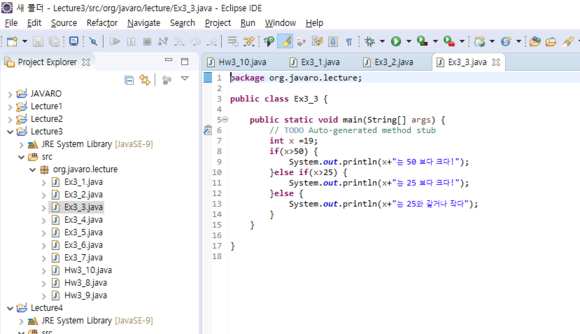 새 폴더 - Lecture3/src/org/javaro/lecture/Ex3_3.java - Eclipse IDE
File Edit Source Refactor Navigate Search Project Run Window Help
Project Explorer
Hw3_10.java Ex3_1.java Ex3_2.java Ex3_3.java
JAVARO
Lecture1
Lecture2
Lecture3
JRE System Library [JavaSE-9]
src
org.javaro.lecture
Ex3_1.java
Ex3_2.java
Ex3_3.java
Ex3_4.java
Ex3_5.java
Ex3_6.java
Ex3_7.java
Hw3_10.java
Hw3_8.java
Hw3_9.java
Lecture4
JRE System Library [JavaSE-9]
src
1 package org.javaro.lecture;
2
3 public class Ex3_3 {
4
5 public static void main(String[] args) {
6 // TODO Auto-generated method stub
7 int x =19;
8 if(x>50) {
9 System.out.println(x+"는 50 보다 크다!");
10 }else if(x>25) {
11 System.out.println(x+"는 25 보다 크다!");
12 }else {
13 System.out.println(x+"는 25와 같거나 작다");
14 }
15 }
16
17 }
18